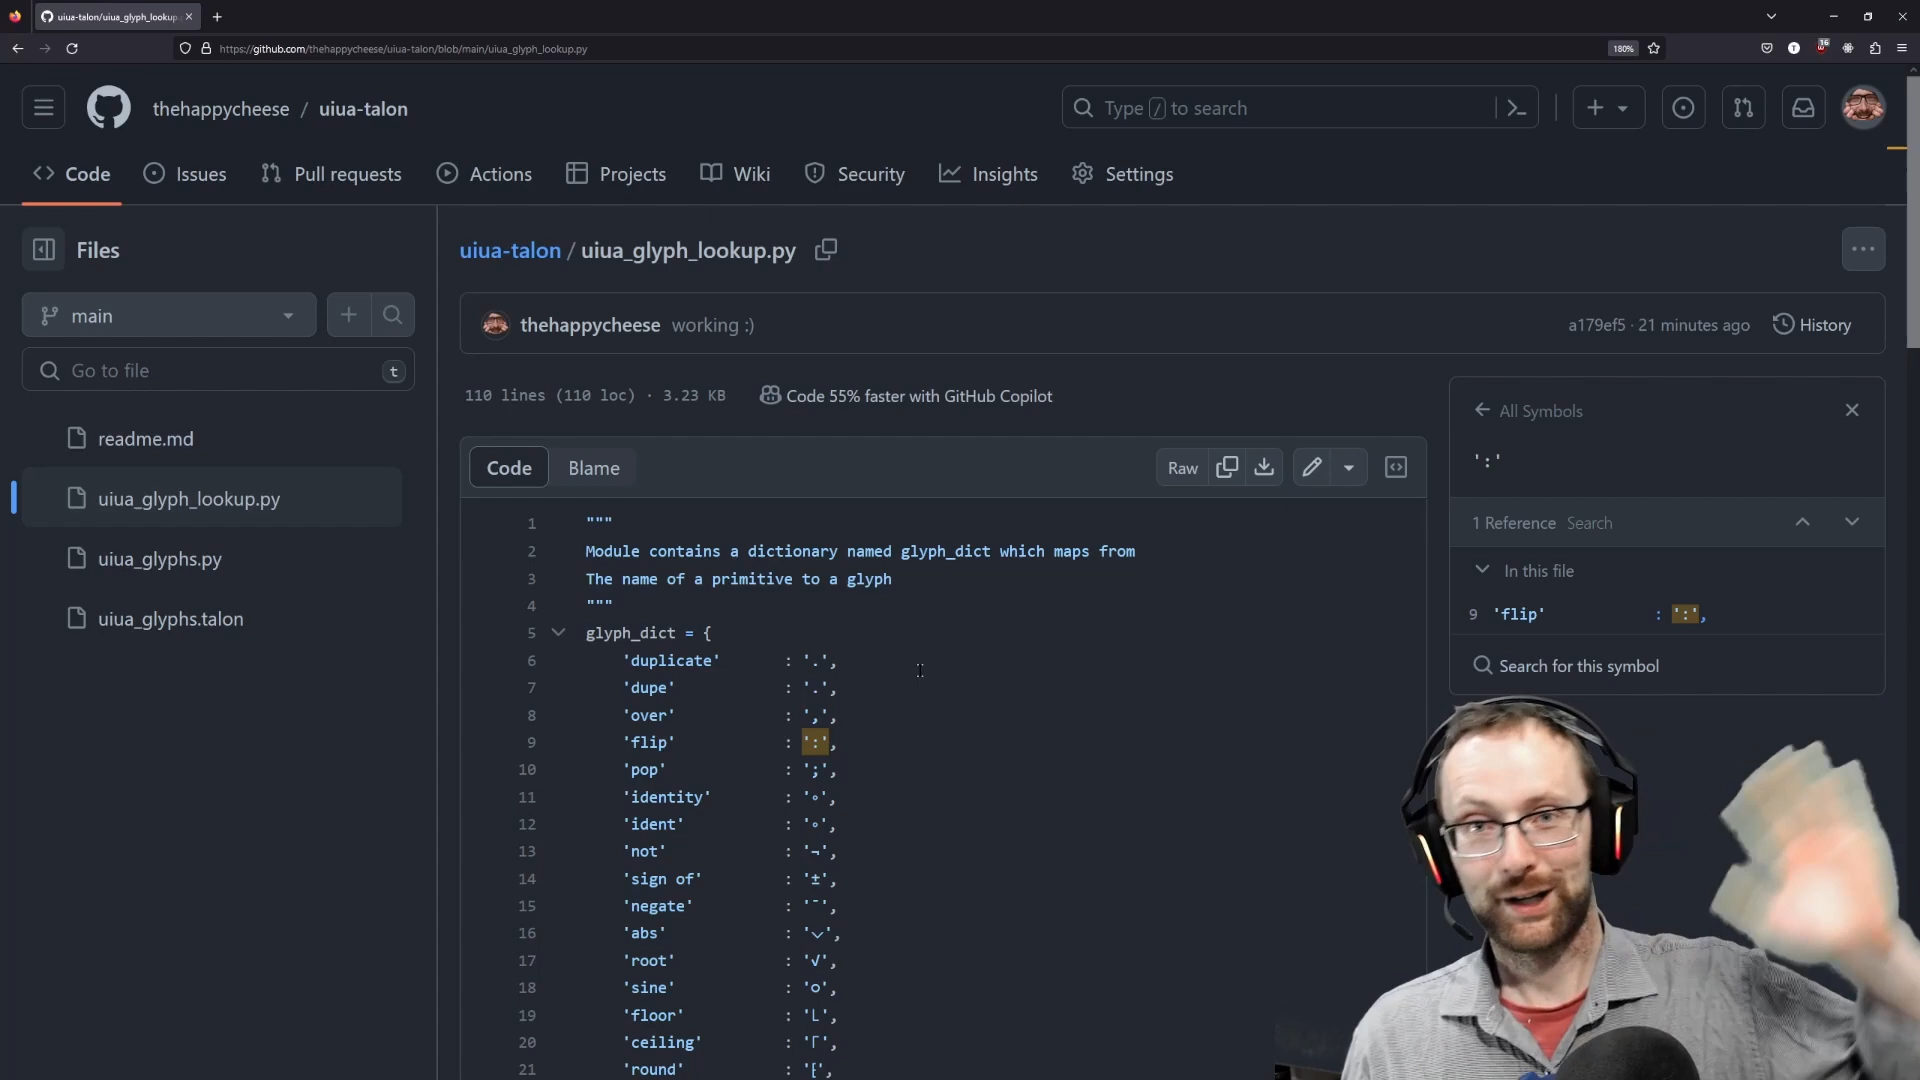 uiua-talon/uiua_glyph_lookup.
https://github.com/thehappycheese/uiua-talon/blob/main/uiua_glyph_lookup.py
180%
16
thehappycheese / uiua-talon
Type / to search
Code
Issues
Pull requests
Actions
Projects
Wiki
Security
Insights
Settings
Files
main
Go to file
t
readme.md
uiua_glyph_lookup.py
uiua_glyphs.py
uiua_glyphs.talon
uiua-talon / uiua_glyph_lookup.py
thehappycheese working :)
a179ef5 · 21 minutes ago
History
110 lines (110 loc) · 3.23 KB
Code 55% faster with GitHub Copilot
Code
Blame
Raw
1 """
2 Module contains a dictionary named glyph_dict which maps from
3 The name of a primitive to a glyph
4 """
5 glyph_dict = {
6 'duplicate' : '.',
7 'dupe' : '.',
8 'over' : ',',
9 'flip' : ':',
10 'pop' : ';',
11 'identity' : '∘',
12 'ident' : '∘',
13 'not' : '¬',
14 'sign of' : '±',
15 'negate' : '¯',
16 'abs' : '⌵',
17 'root' : '√',
18 'sine' : '○',
19 'floor' : '⌊',
20 'ceiling' : '⌈',
21 'round' : '⁅',
All Symbols
':'
1 Reference Search
In this file
9 'flip' : ':',
Search for this symbol